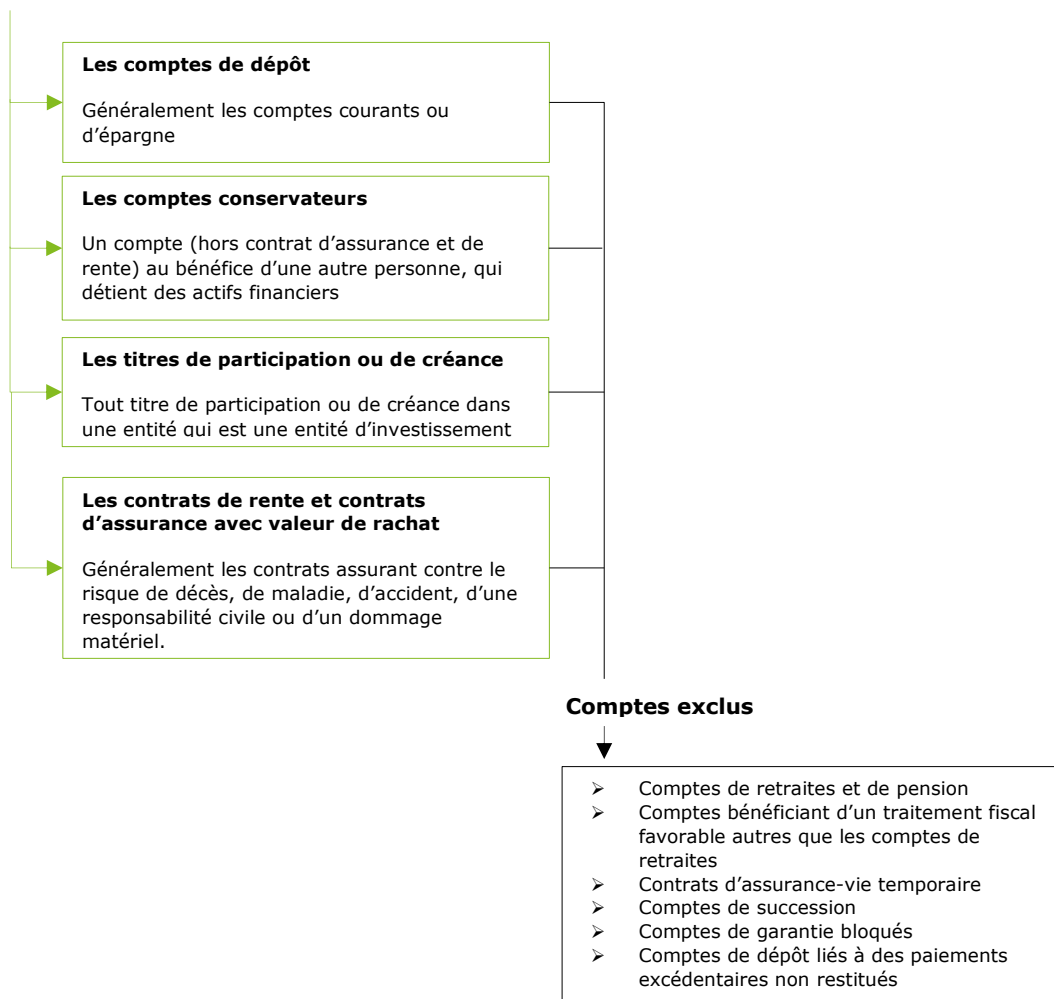 Les comptes de dépôt
Généralement les comptes courants ou
d'épargne
Les comptes conservateurs
Un compte (hors contrat d'assurance et de
rente) au bénéfice d'une autre personne, qui
détient des actifs financiers
Les titres de participation ou de créance
Tout titre de participation ou de créance dans
une entité qui est une entité d'investissement
Les contrats de rente et contrats
d'assurance avec valeur de rachat
Généralement les contrats assurant contre le
risque de décès, de maladie, d'accident, d'une
responsabilité civile ou d'un dommage
matériel.
Comptes exclus
➢ Comptes de retraites et de pension
➢ Comptes bénéficiant d'un traitement fiscal
favorable autres que les comptes de
retraites
➢ Contrats d'assurance-vie temporaire
➢ Comptes de succession
➢ Comptes de garantie bloqués
➢ Comptes de dépôt liés à des paiements
excédentaires non restitués